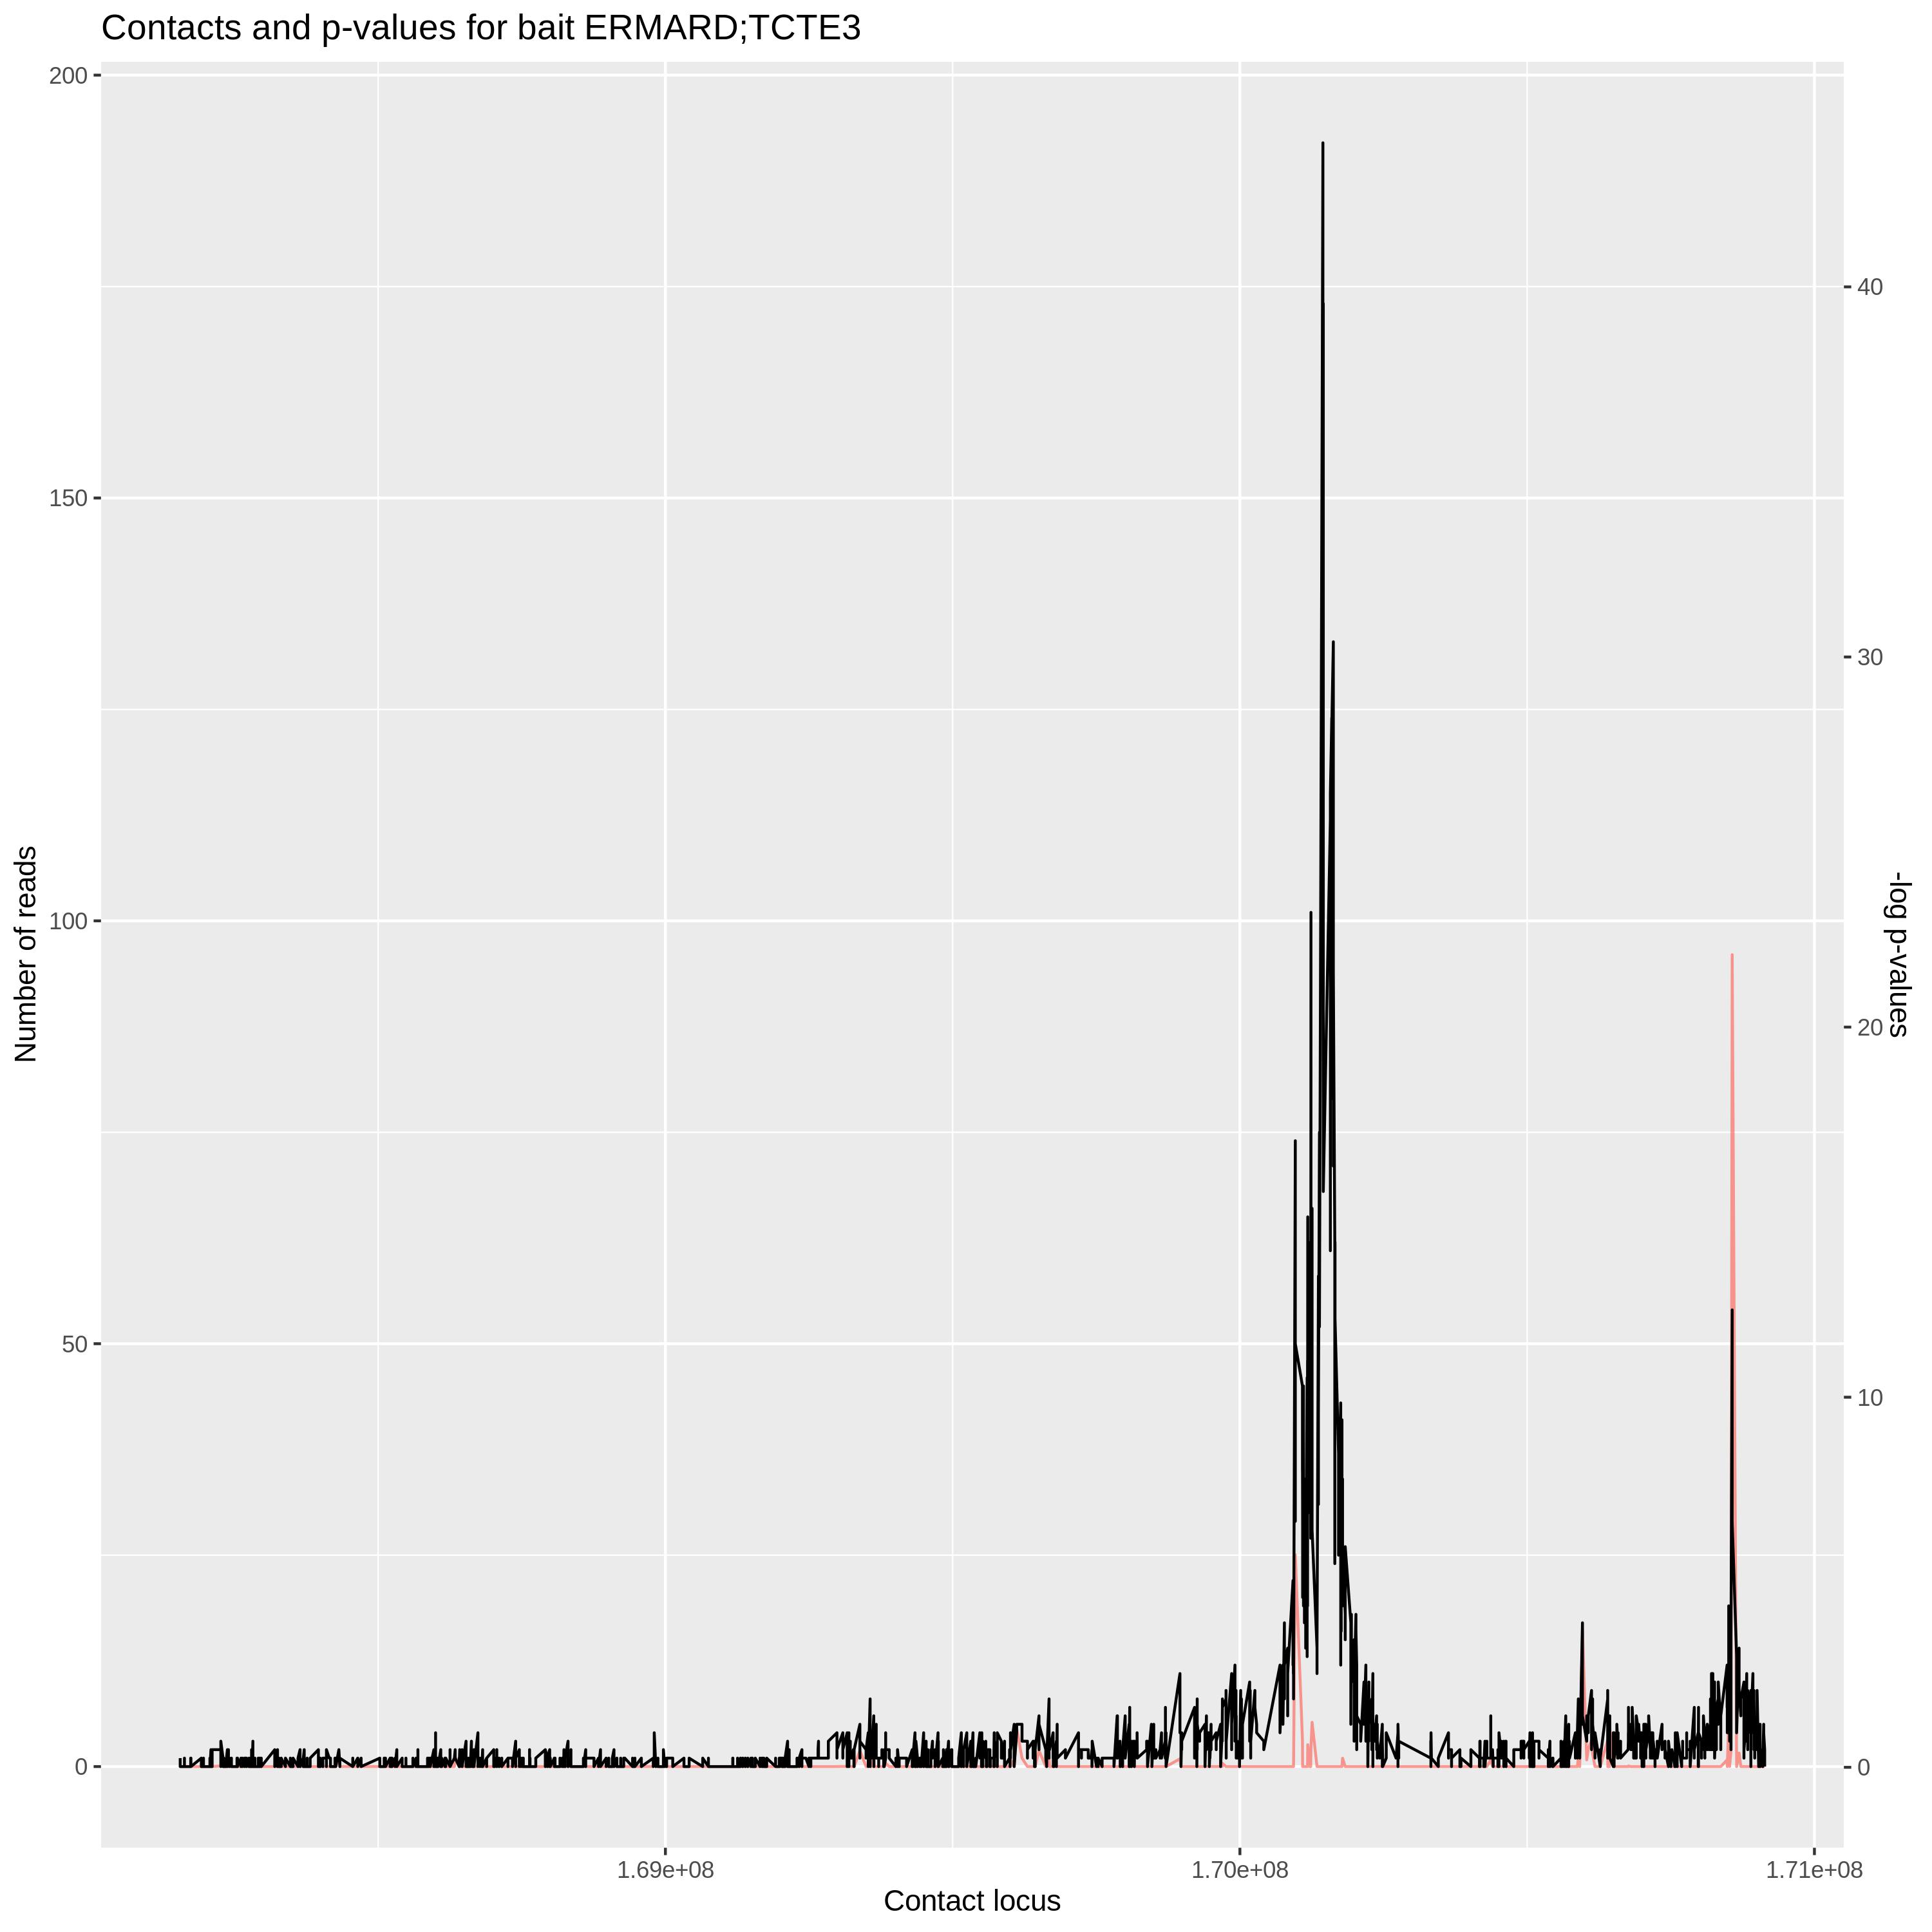 Contacts and p-values for bait ERMARD;TCTE3
200
150
100
50
0
Number of reads
40
30
20
10
0
-log p-values
1.69e+08
1.70e+08
1.71e+08
Contact locus